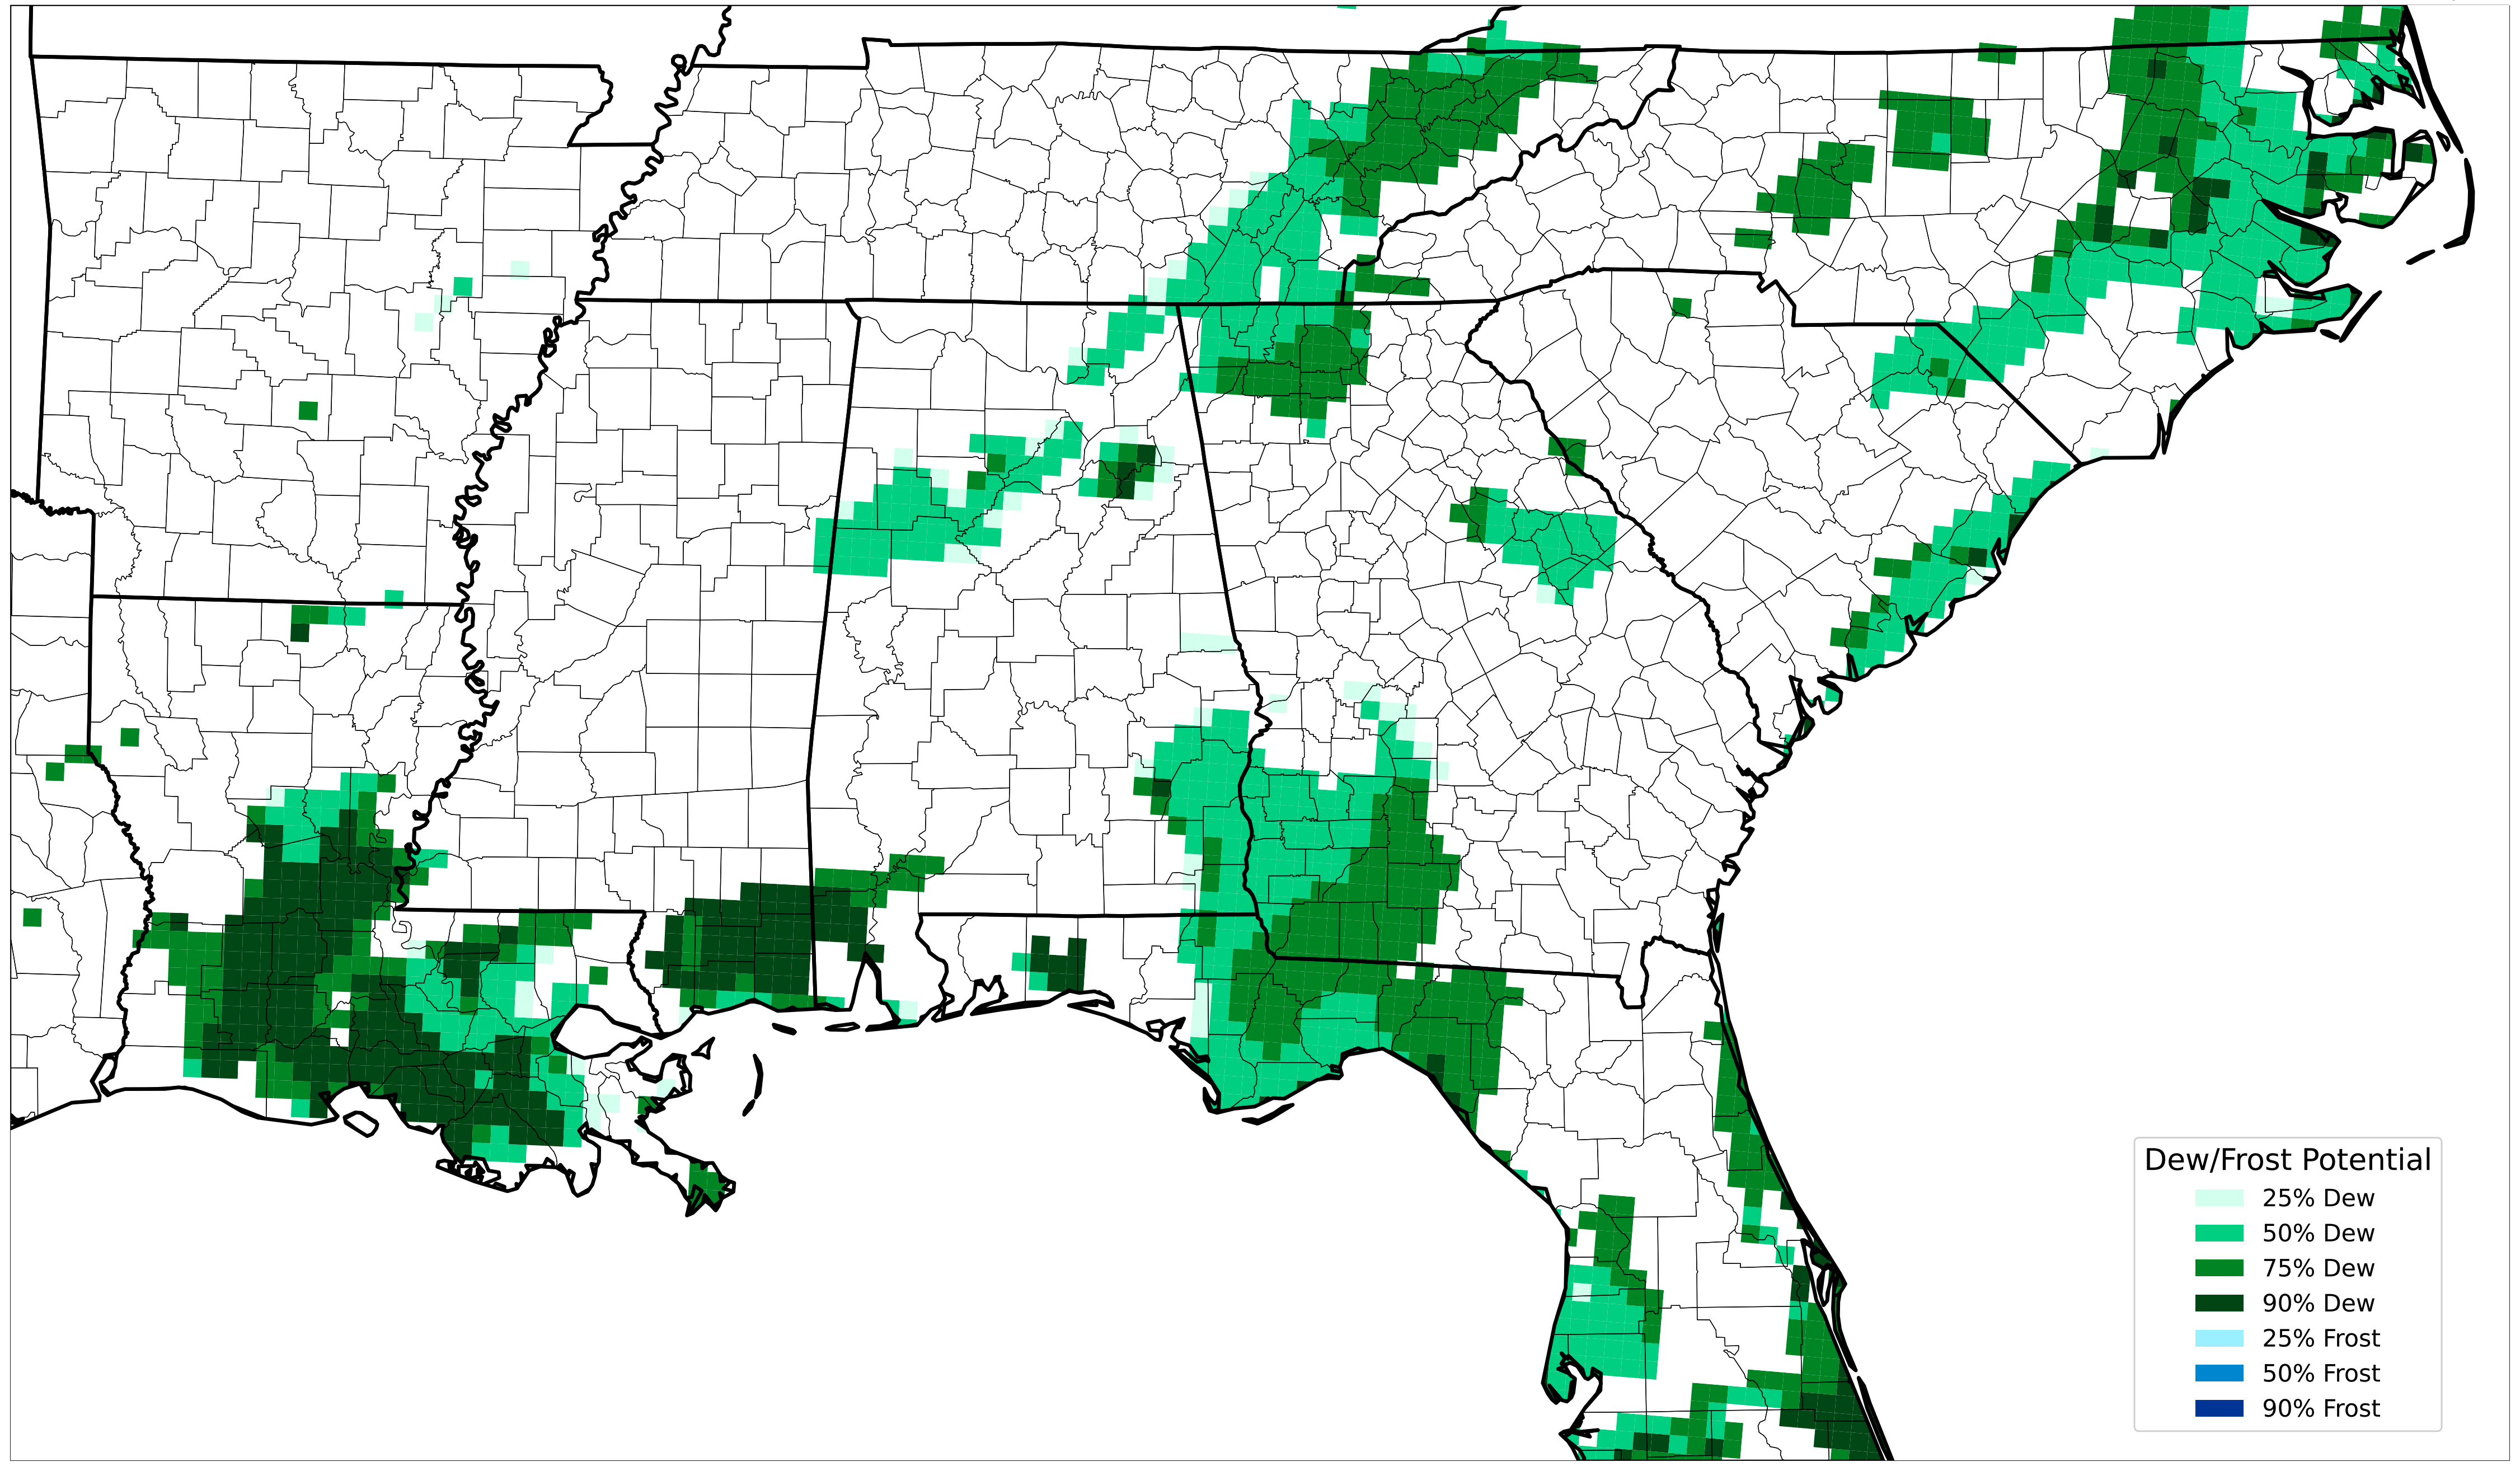 Dew/Frost Potential
25% Dew
50% Dew
75% Dew
90% Dew
25% Frost
50% Frost
90% Frost